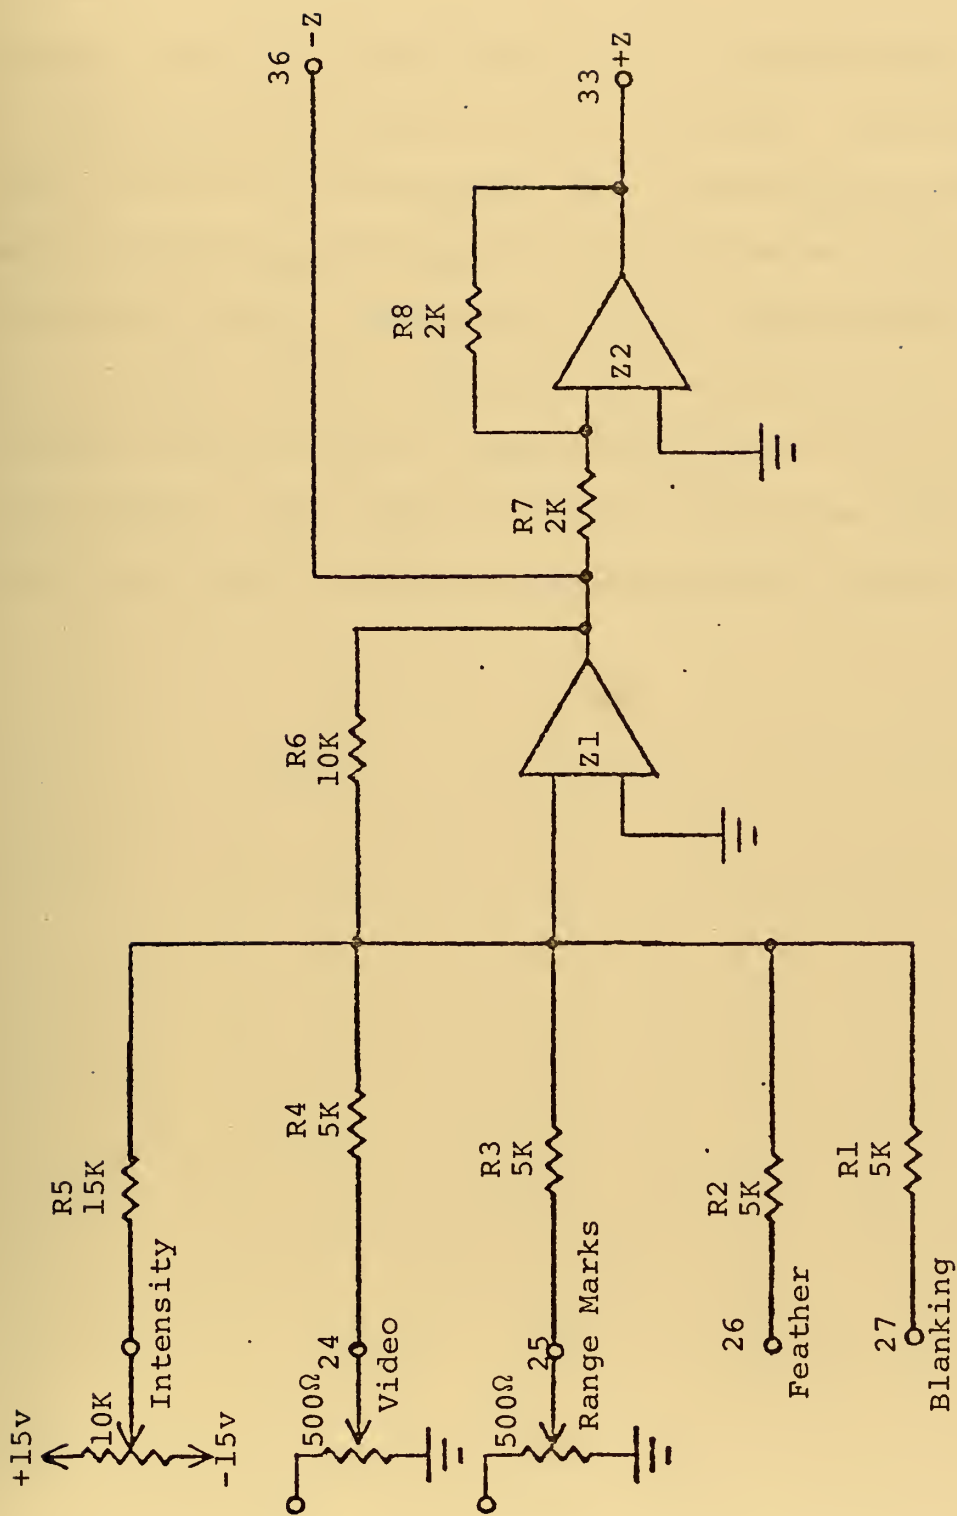 +15v
10K
-15v
Intensity
R5
15K
500Ω
24
Video
R4
5K
500Ω
25
Range Marks
R3
5K
26
Feather
R2
5K
27
Blanking
R1
5K
R6
10K
Z1
R7
2K
R8
2K
Z2
36
-Z
33
+Z